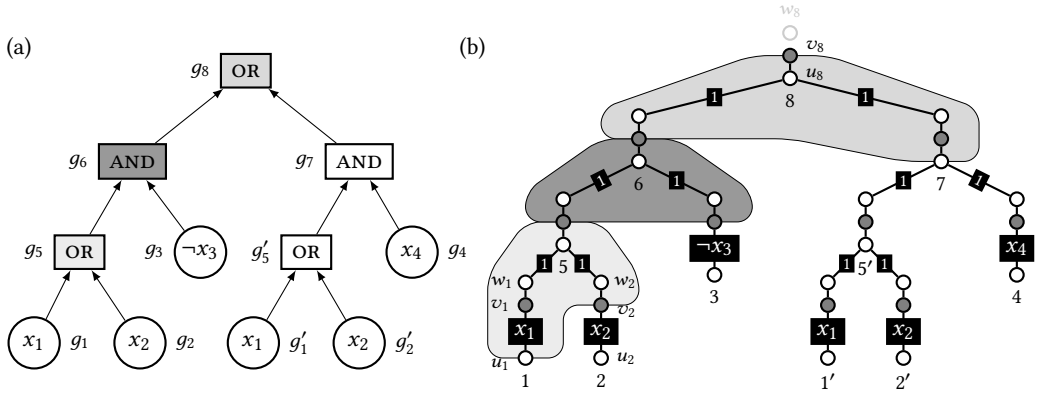 (a)
g₈ OR
g₆ AND
g₇ AND
g₅ OR
g₃ ¬x₃
g′₅ OR
x₄ g₄
x₁ g₁
x₂ g₂
x₁ g′₁
x₂ g′₂
(b)
w₈
v₈
u₈
1 8 1
1 6 1
1 7 1
1 5 1
¬x₃
3
1 5′ 1
x₄
4
w₁ w₂
v₁ v₂
x₁ x₂
u₁ u₂
1 2
x₁ x₂
1′ 2′